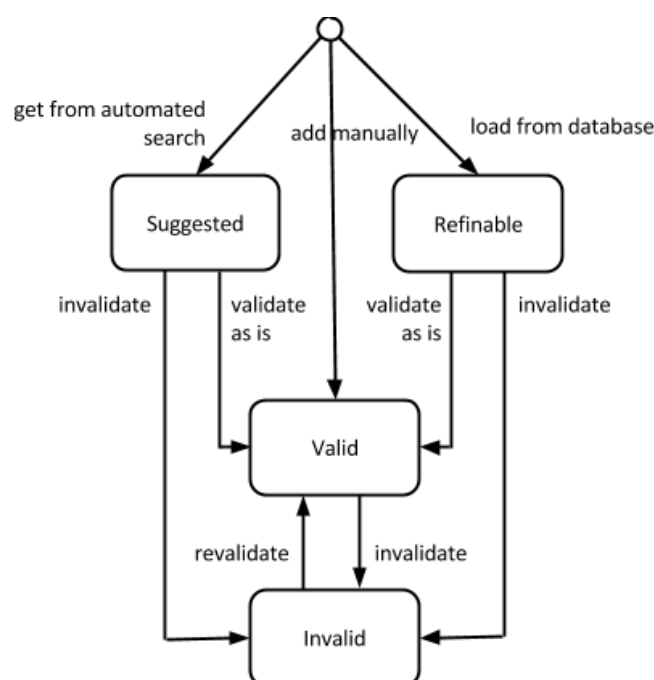 get from automated
search
add manually
load from database
Suggested
Refinable
invalidate
validate
as is
validate
as is
invalidate
Valid
revalidate
invalidate
Invalid